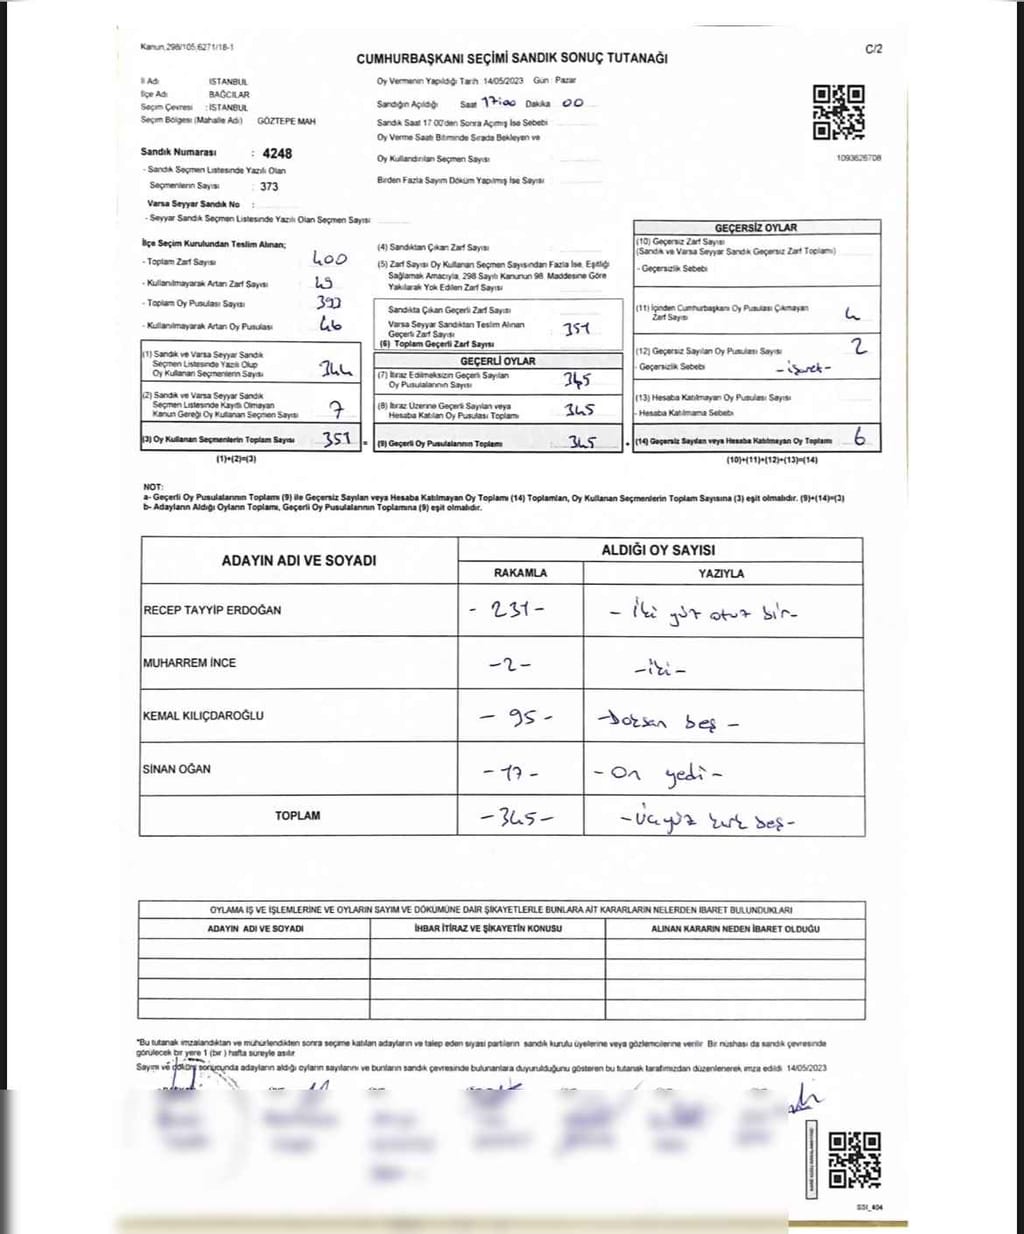 Kanun,298/105,6271/18-1
C/2
CUMHURBAŞKANI SEÇİMİ SANDIK SONUÇ TUTANAĞI
İl Adı İSTANBUL
İlçe Adı BAĞCILAR
Seçim Çevresi : İSTANBUL
Seçim Bölgesi (Mahalle Adı) GÖZTEPE MAH
Sandık Numarası : 4248
- Sandık Seçmen Listesinde Yazılı Olan
Seçmenlerin Sayısı : 373
Varsa Seyyar Sandık No :
- Seyyar Sandık Seçmen Listesinde Yazılı Olan Seçmen Sayısı
Oy Vermenin Yapıldığı Tarih 14/05/2023 Gün : Pazar
Sandığın Açıldığı Saat 17:00 Dakika 00
Sandık Saat 17 00'den Sonra Açmış İse Sebebi
Oy Verme Saati Bitiminde Sırada Bekleyen ve
Oy Kullandırılan Seçmen Sayısı
Birden Fazla Sayım Döküm Yapılmış İse Sayısı
1093626708
İlçe Seçim Kurulundan Teslim Alınan;
- Toplam Zarf Sayısı 400
- Kullanılmayarak Artan Zarf Sayısı 49
- Toplam Oy Pusulası Sayısı
- Kullanılmayarak Artan Oy Pusulası 46
(1) Sandık ve Varsa Seyyar Sandık
Seçmen Listesinde Yazılı Olup
Oy Kullanan Seçmenlerin Sayısı 344
(2) Sandık ve Varsa Seyyar Sandık
Seçmen Listesinde Kayıtlı Olmayan
Kanun Gereği Oy Kullanan Seçmen Sayısı 7
(3) Oy Kullanan Seçmenlerin Toplam Sayısı 351 =
(1)+(2)=(3)
(4) Sandıktan Çıkan Zarf Sayısı
(5) Zarf Sayısı Oy Kullanan Seçmen Sayısından Fazla İse, Eşitliği
Sağlamak Amacıyla, 298 Sayılı Kanunun 98. Maddesine Göre
Yakılarak Yok Edilen Zarf Sayısı
Sandıkta Çıkan Geçerli Zarf Sayısı
Varsa Seyyar Sandıktan Teslim Alınan
Geçerli Zarf Sayısı 351
(6) Toplam Geçerli Zarf Sayısı
GEÇERLİ OYLAR
(7) İtiraz Edilmeksizin Geçerli Sayılan
Oy Pusulalarının Sayısı 345
(8) İtiraz Üzerine Geçerli Sayılan veya
Hesaba Katılan Oy Pusulası Toplamı 345
(9) Geçerli Oy Pusulalarının Toplamı 345
GEÇERSİZ OYLAR
(10) Geçersiz Zarf Sayısı
(Sandık ve Varsa Seyyar Sandık Geçersiz Zarf Toplamı)
- Geçersizlik Sebebi
(11) İçinden Cumhurbaşkanı Oy Pusulası Çıkmayan
Zarf Sayısı 4
(12) Geçersiz Sayılan Oy Pusulası Sayısı 2
- Geçersizlik Sebebi - işaret -
(13) Hesaba Katılmayan Oy Pusulası Sayısı
- Hesaba Katılmama Sebebi
(14) Geçersiz Sayılan veya Hesaba Katılmayan Oy Toplamı 6
(10)+(11)+(12)+(13)=(14)
NOT:
a- Geçerli Oy Pusulalarının Toplamı (9) ile Geçersiz Sayılan veya Hesaba Katılmayan Oy Toplamı (14) Toplamları, Oy Kullanan Seçmenlerin Toplam Sayısına (3) eşit olmalıdır. (9)+(14)=(3)
b- Adayların Aldığı Oyların Toplamı, Geçerli Oy Pusulalarının Toplamına (9) eşit olmalıdır.
ADAYIN ADI VE SOYADI ALDIĞI OY SAYISI
RAKAMLA YAZIYLA
RECEP TAYYİP ERDOĞAN - 231 - - İki yüz otuz bir -
MUHARREM İNCE - 2 - - iki -
KEMAL KILIÇDAROĞLU - 95 - - Doksan beş -
SİNAN OĞAN - 17 - - On yedi -
TOPLAM - 345 - - Üçyüz kırk beş -
OYLAMA İŞ VE İŞLEMLERİNE VE OYLARIN SAYIM VE DÖKÜMÜNE DAİR ŞİKAYETLERLE BUNLARA AİT KARARLARIN NELERDEN İBARET BULUNDUKLARI
ADAYIN ADI VE SOYADI İHBAR İTİRAZ VE ŞİKAYETİN KONUSU ALINAN KARARIN NEDEN İBARET OLDUĞU
"Bu tutanak imzalandıktan ve mühürlendikten sonra seçime katılan adayların ve talep eden siyasi partilerin sandık kurulu üyelerine veya gözlemcilerine verilir. Bir nüshası da sandık çevresinde
görülecek bir yere 1 (bir) hafta süreyle asılır
Sayım ve döküm sonucunda adayların aldığı oyların sayılarını ve bunların sandık çevresinde bulunanlara duyurulduğunu gösteren bu tutanak tarafımızdan düzenlenerek imza edildi. 14/05/2023
SSI_404